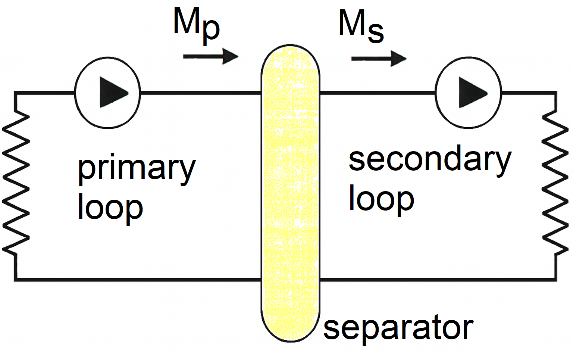 Mp
Ms
primary
loop
secondary
loop
separator